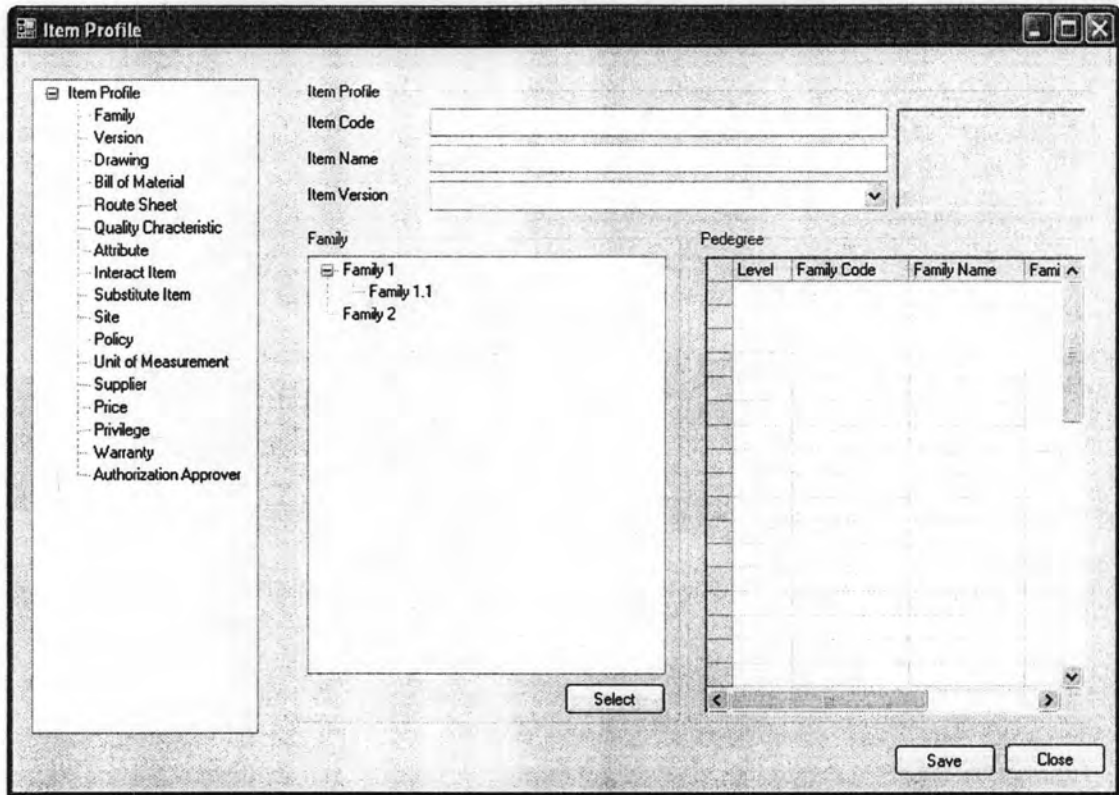 Item Profile
Item Profile
Family
Version
Drawing
Bill of Material
Route Sheet
Quality Chracteristic
Attribute
Interact Item
Substitute Item
Site
Policy
Unit of Measurement
Supplier
Price
Privilege
Warranty
Authorization Approver
Item Profile
Item Code
Item Name
Item Version
Family
Family 1
Family 1.1
Family 2
Select
Pedegree
Level Family Code Family Name Fami
Save Close